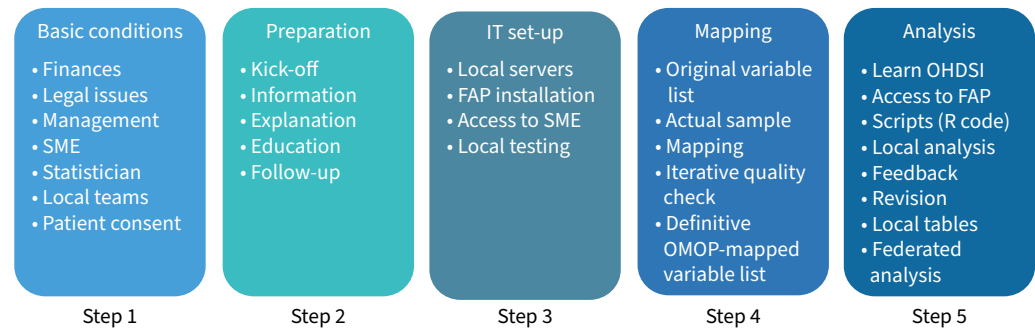 Basic conditions
• Finances
• Legal issues
• Management
• SME
• Statistician
• Local teams
• Patient consent
Step 1
Preparation
• Kick-off
• Information
• Explanation
• Education
• Follow-up
Step 2
IT set-up
• Local servers
• FAP installation
• Access to SME
• Local testing
Step 3
Mapping
• Original variable
list
• Actual sample
• Mapping
• Iterative quality
check
• Definitive
OMOP-mapped
variable list
Step 4
Analysis
• Learn OHDSI
• Access to FAP
• Scripts (R code)
• Local analysis
• Feedback
• Revision
• Local tables
• Federated
analysis
Step 5